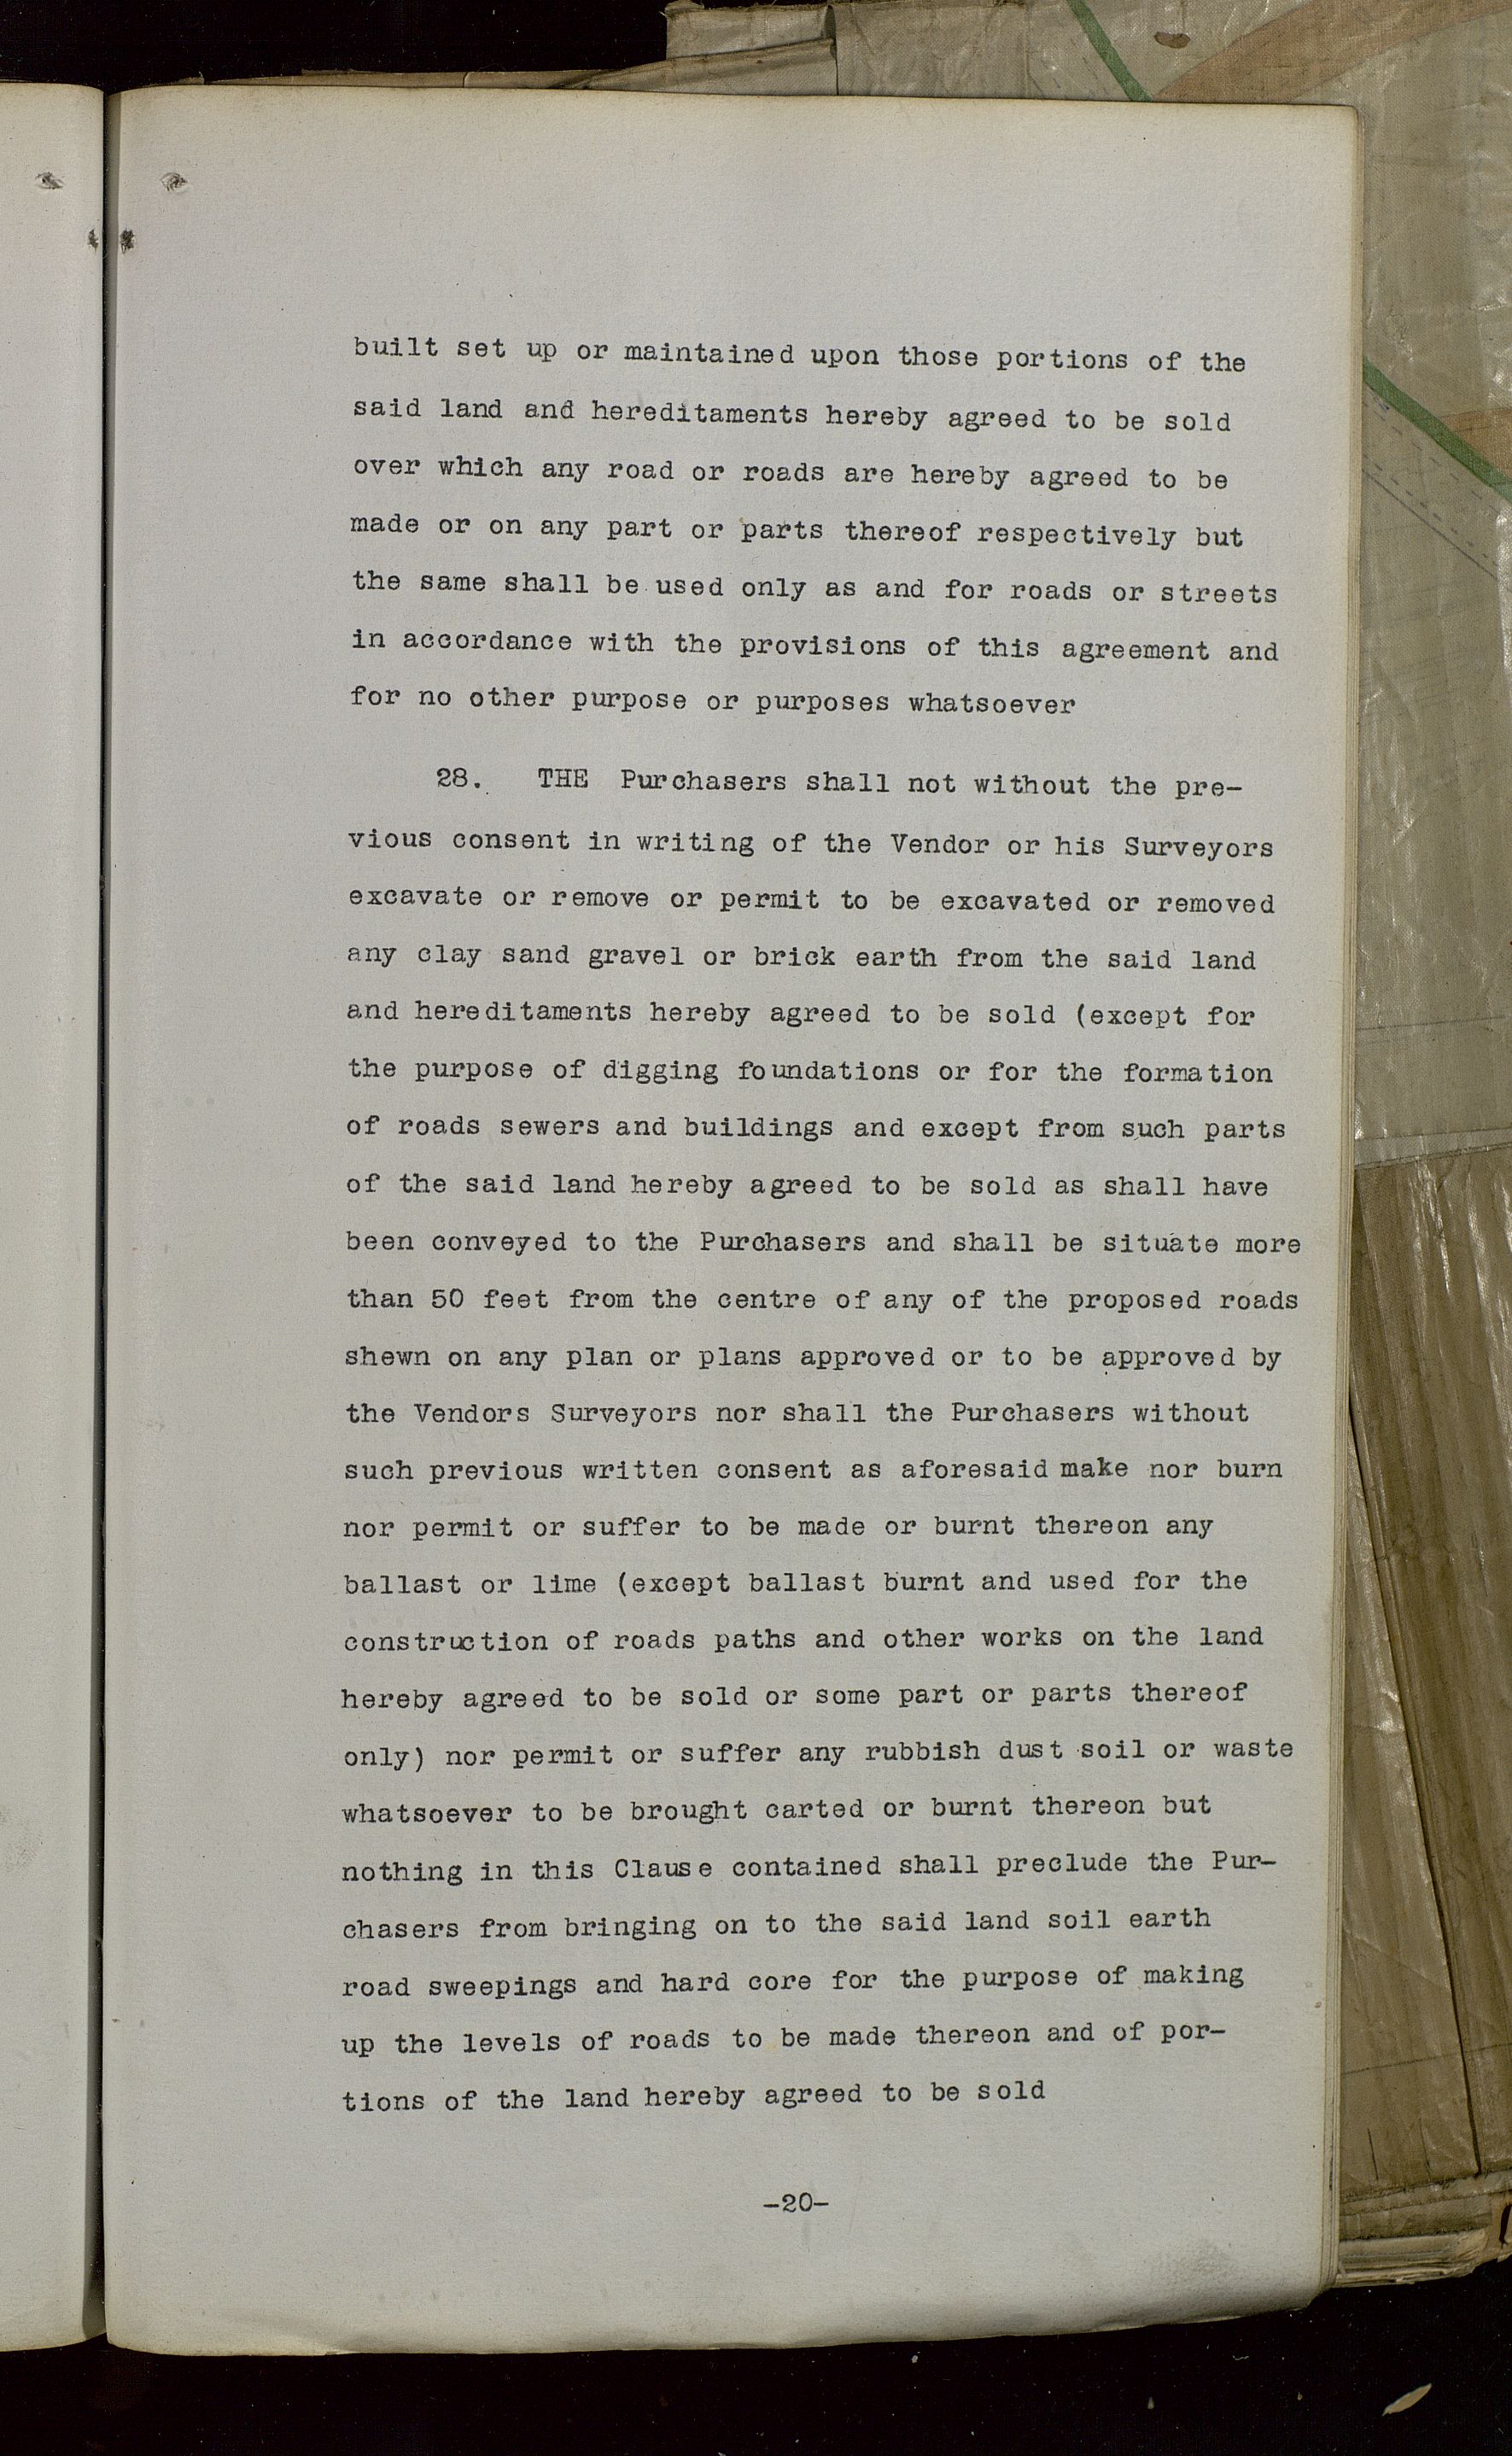 built set up or maintained upon those portions of the
said land and hereditaments hereby agreed to be sold
over which any road or roads are hereby agreed to be
made or on any part or parts thereof respectively but
the same shall be used only as and for roads or streets
in accordance with the provisions of this agreement and
for no other purpose or purposes whatsoever
28. THE Purchasers shall not without the pre-
vious consent in writing of the Vendor or his Surveyors
excavate or remove or permit to be excavated or removed
any clay sand gravel or brick earth from the said land
and hereditaments hereby agreed to be sold (except for
the purpose of digging foundations or for the formation
of roads sewers and buildings and except from such parts
of the said land hereby agreed to be sold as shall have
been conveyed to the Purchasers and shall be situate more
than 50 feet from the centre of any of the proposed roads
shewn on any plan or plans approved or to be approved by
the Vendors Surveyors nor shall the Purchasers without
such previous written consent as aforesaid make nor burn
nor permit or suffer to be made or burnt thereon any
ballast or lime (except ballast burnt and used for the
construction of roads paths and other works on the land
hereby agreed to be sold or some part or parts thereof
only) nor permit or suffer any rubbish dust soil or waste
whatsoever to be brought carted or burnt thereon but
nothing in this Clause contained shall preclude the Pur-
chasers from bringing on to the said land soil earth
road sweepings and hard core for the purpose of making
up the levels of roads to be made thereon and of por-
tions of the land hereby agreed to be sold
-20-